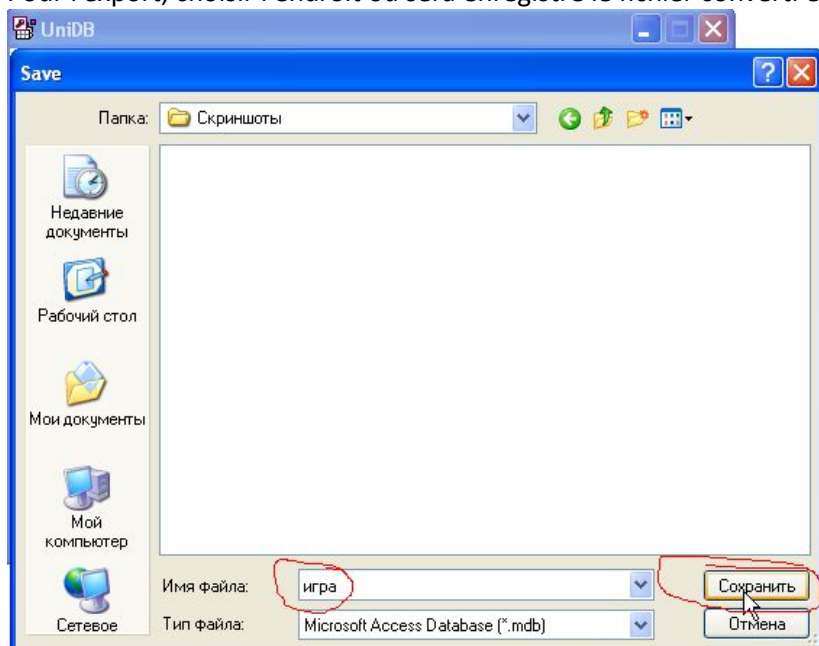 UniDB
Save
Папка:
Скриншоты
Недавние
документы
Рабочий стол
Мои документы
Мой
компьютер
Сетевое
Имя файла:
игра
Сохранить
Тип файла:
Microsoft Access Database (*.mdb)
Отмена